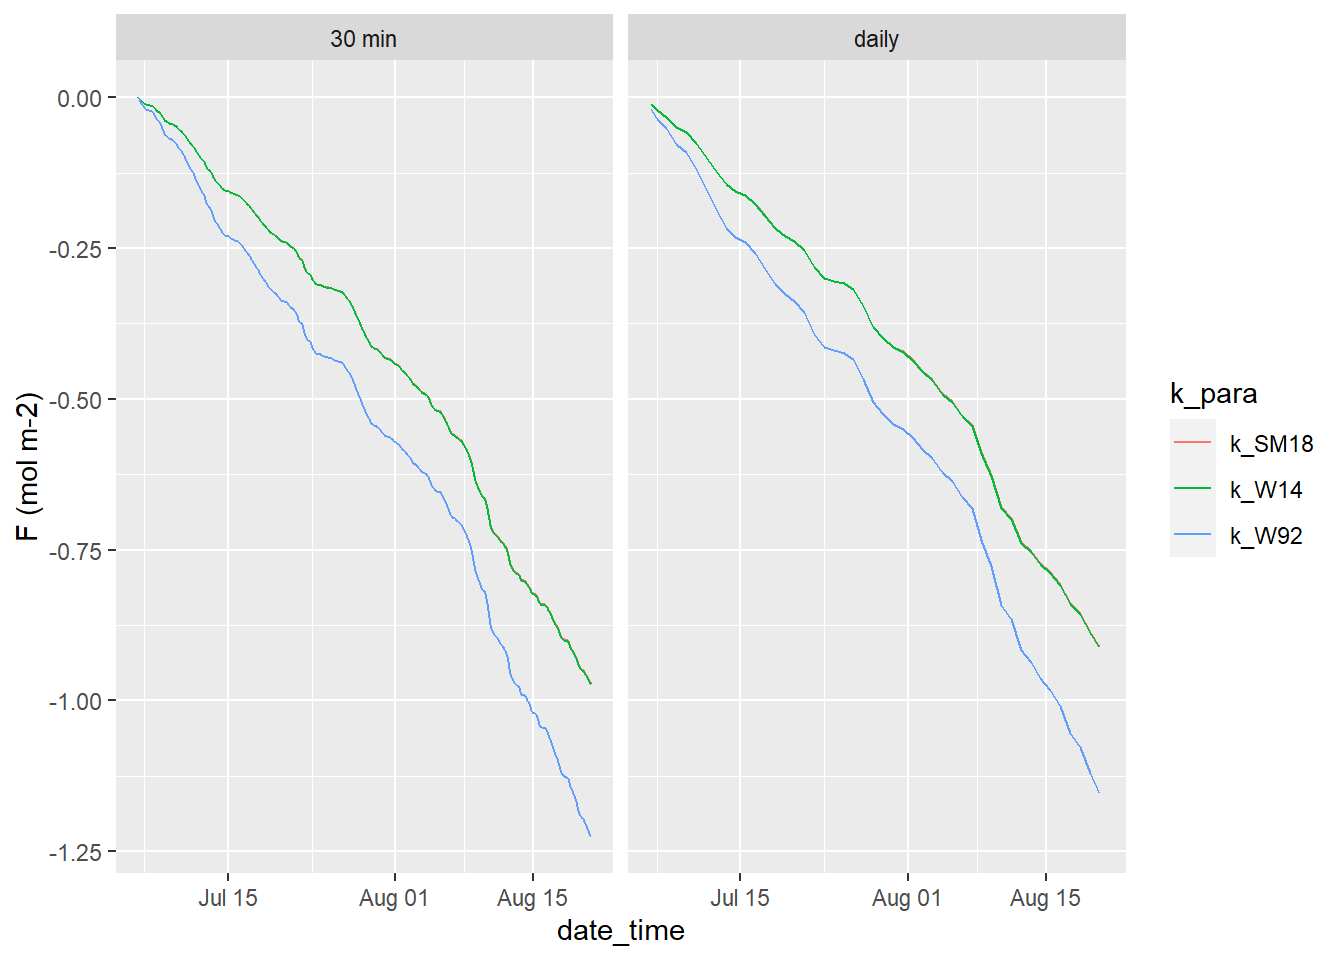 30 min
daily
0.00
-0.25
-0.50
-0.75
-1.00
-1.25
F (mol m-2)
Jul 15
Aug 01
Aug 15
Jul 15
Aug 01
Aug 15
date_time
k_para
k_SM18
k_W14
k_W92